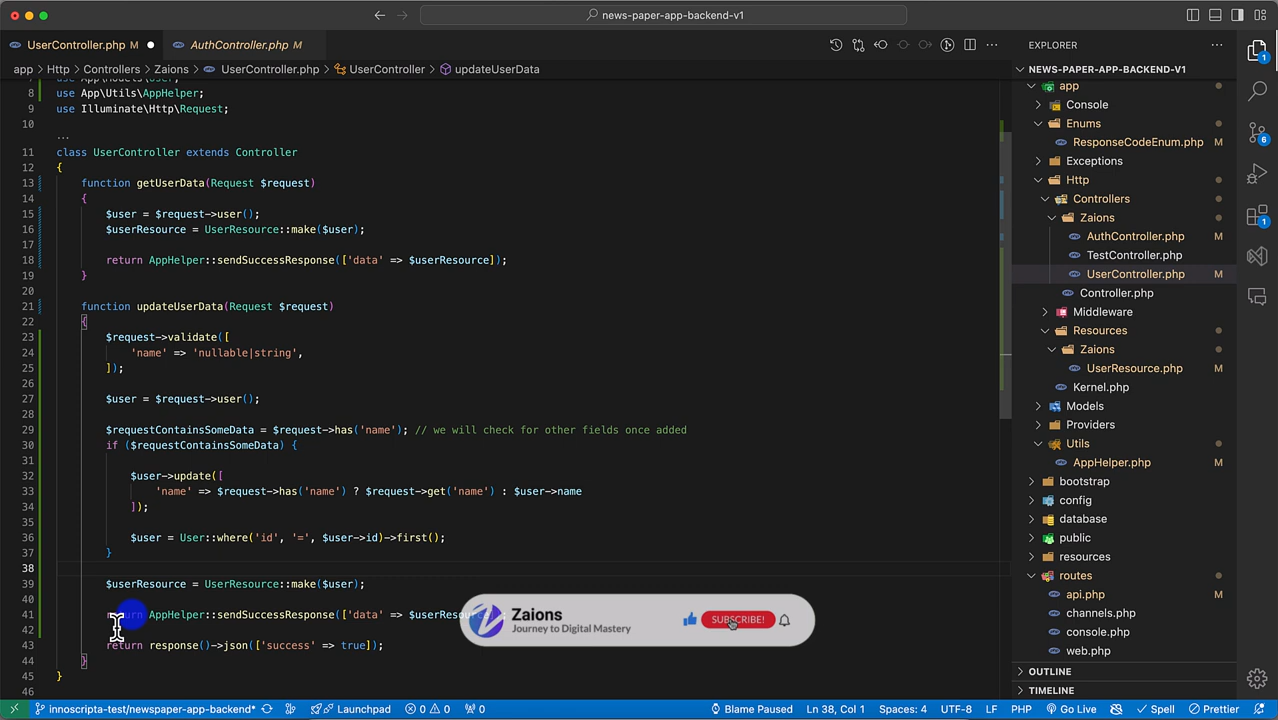 news-paper-app-backend-v1
UserController.php M
AuthController.php M
EXPLORER
app > Http > Controllers > Zaions > UserController.php > UserController > updateUserData
NEWS-PAPER-APP-BACKEND-V1
8 use App\Utils\AppHelper;
9 use Illuminate\Http\Request;
10
...
11 class UserController extends Controller
12 {
13 function getUserData(Request $request)
14 {
15 $user = $request->user();
16 $userResource = UserResource::make($user);
17
18 return AppHelper::sendSuccessResponse(['data' => $userResource]);
19 }
20
21 function updateUserData(Request $request)
22 {
23 $request->validate([
24 'name' => 'nullable|string',
25 ]);
26
27 $user = $request->user();
28
29 $requestContainsSomeData = $request->has('name'); // we will check for other fields once added
30 if ($requestContainsSomeData) {
31
32 $user->update([
33 'name' => $request->has('name') ? $request->get('name') : $user->name
34 ]);
35
36 $user = User::where('id', '=', $user->id)->first();
37 }
38
39 $userResource = UserResource::make($user);
40
41 return AppHelper::sendSuccessResponse(['data' =>
42
43 return response()->json(['success' => true]);
44 }
45 }
46
Zaions
Journey to Digital Mastery
SUBSCRIBE!
app
Console
Enums
ResponseCodeEnum.php M
Exceptions
Http
Controllers
Zaions
AuthController.php M
TestController.php
UserController.php M
Controller.php
Middleware
Resources
Zaions
UserResource.php M
Kernel.php
Models
Providers
Utils
AppHelper.php M
bootstrap
config
database
public
resources
routes
api.php M
channels.php
console.php
web.php
OUTLINE
TIMELINE
1
6
1
innoscripta-test/newspaper-app-backend* Launchpad 0 0 0 Blame Paused Ln 38, Col 1 Spaces: 4 UTF-8 LF PHP Go Live Spell Prettier